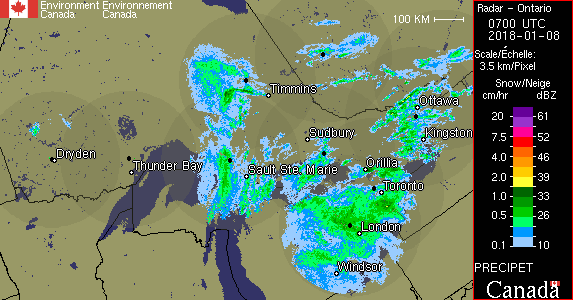 Environment Environnement
Canada Canada
100 KM
Timmins
Ottawa
Sudbury
Kingston
Dryden
Thunder Bay
Sault Ste. Marie
Orillia
Toronto
London
Windsor
Radar - Ontario
0700 UTC
2018-01-08
Scale/Échelle:
3.5 km/Pixel
Snow/Neige
cm/hr dBZ
20 61
7.5 57
5.5 52
4.0 46
2.0 39
1.0 33
0.5 26
0.1 10
PRECIPET
Canada